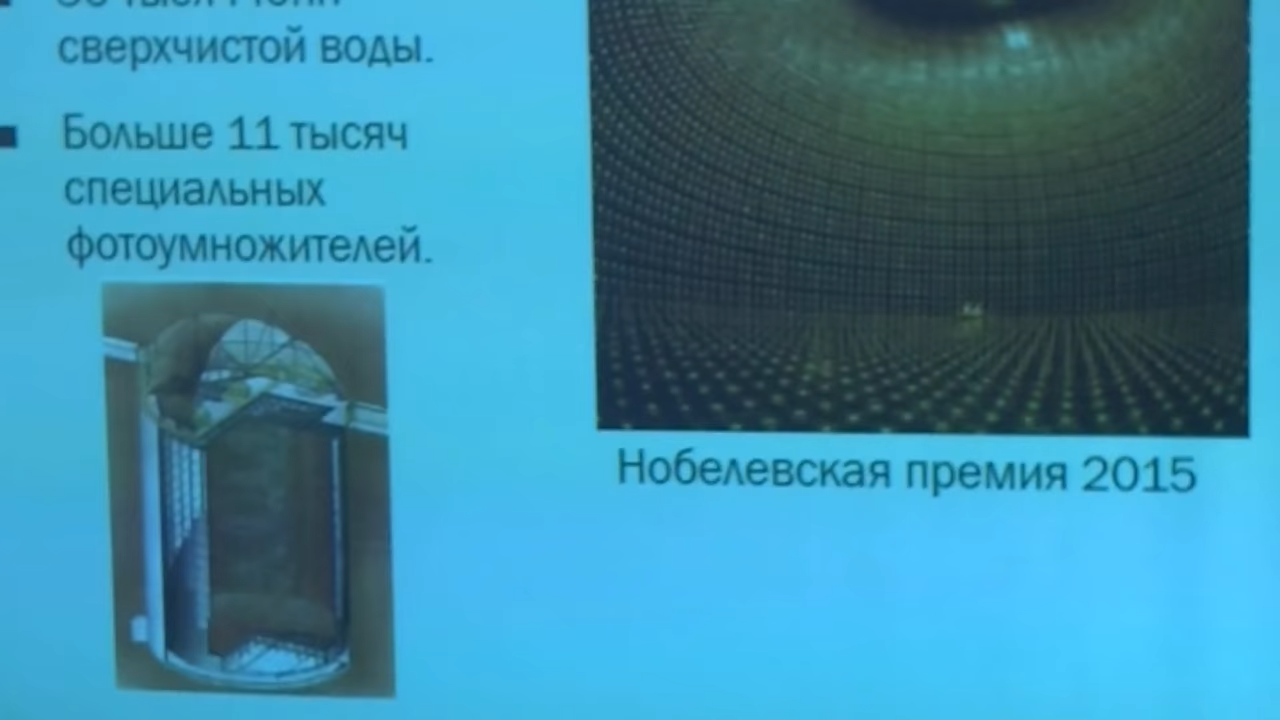 сверхчистой воды.
Больше 11 тысяч
специальных
фотоумножителей.
Нобелевская премия 2015